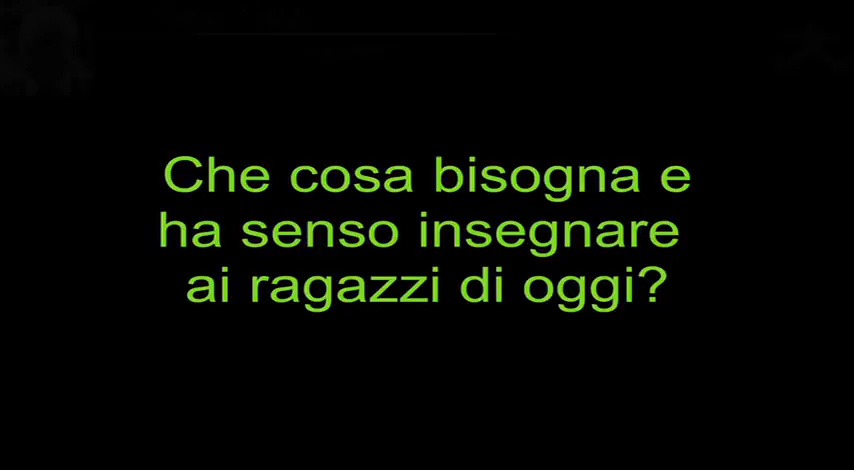 Che cosa bisogna e
ha senso insegnare
ai ragazzi di oggi?